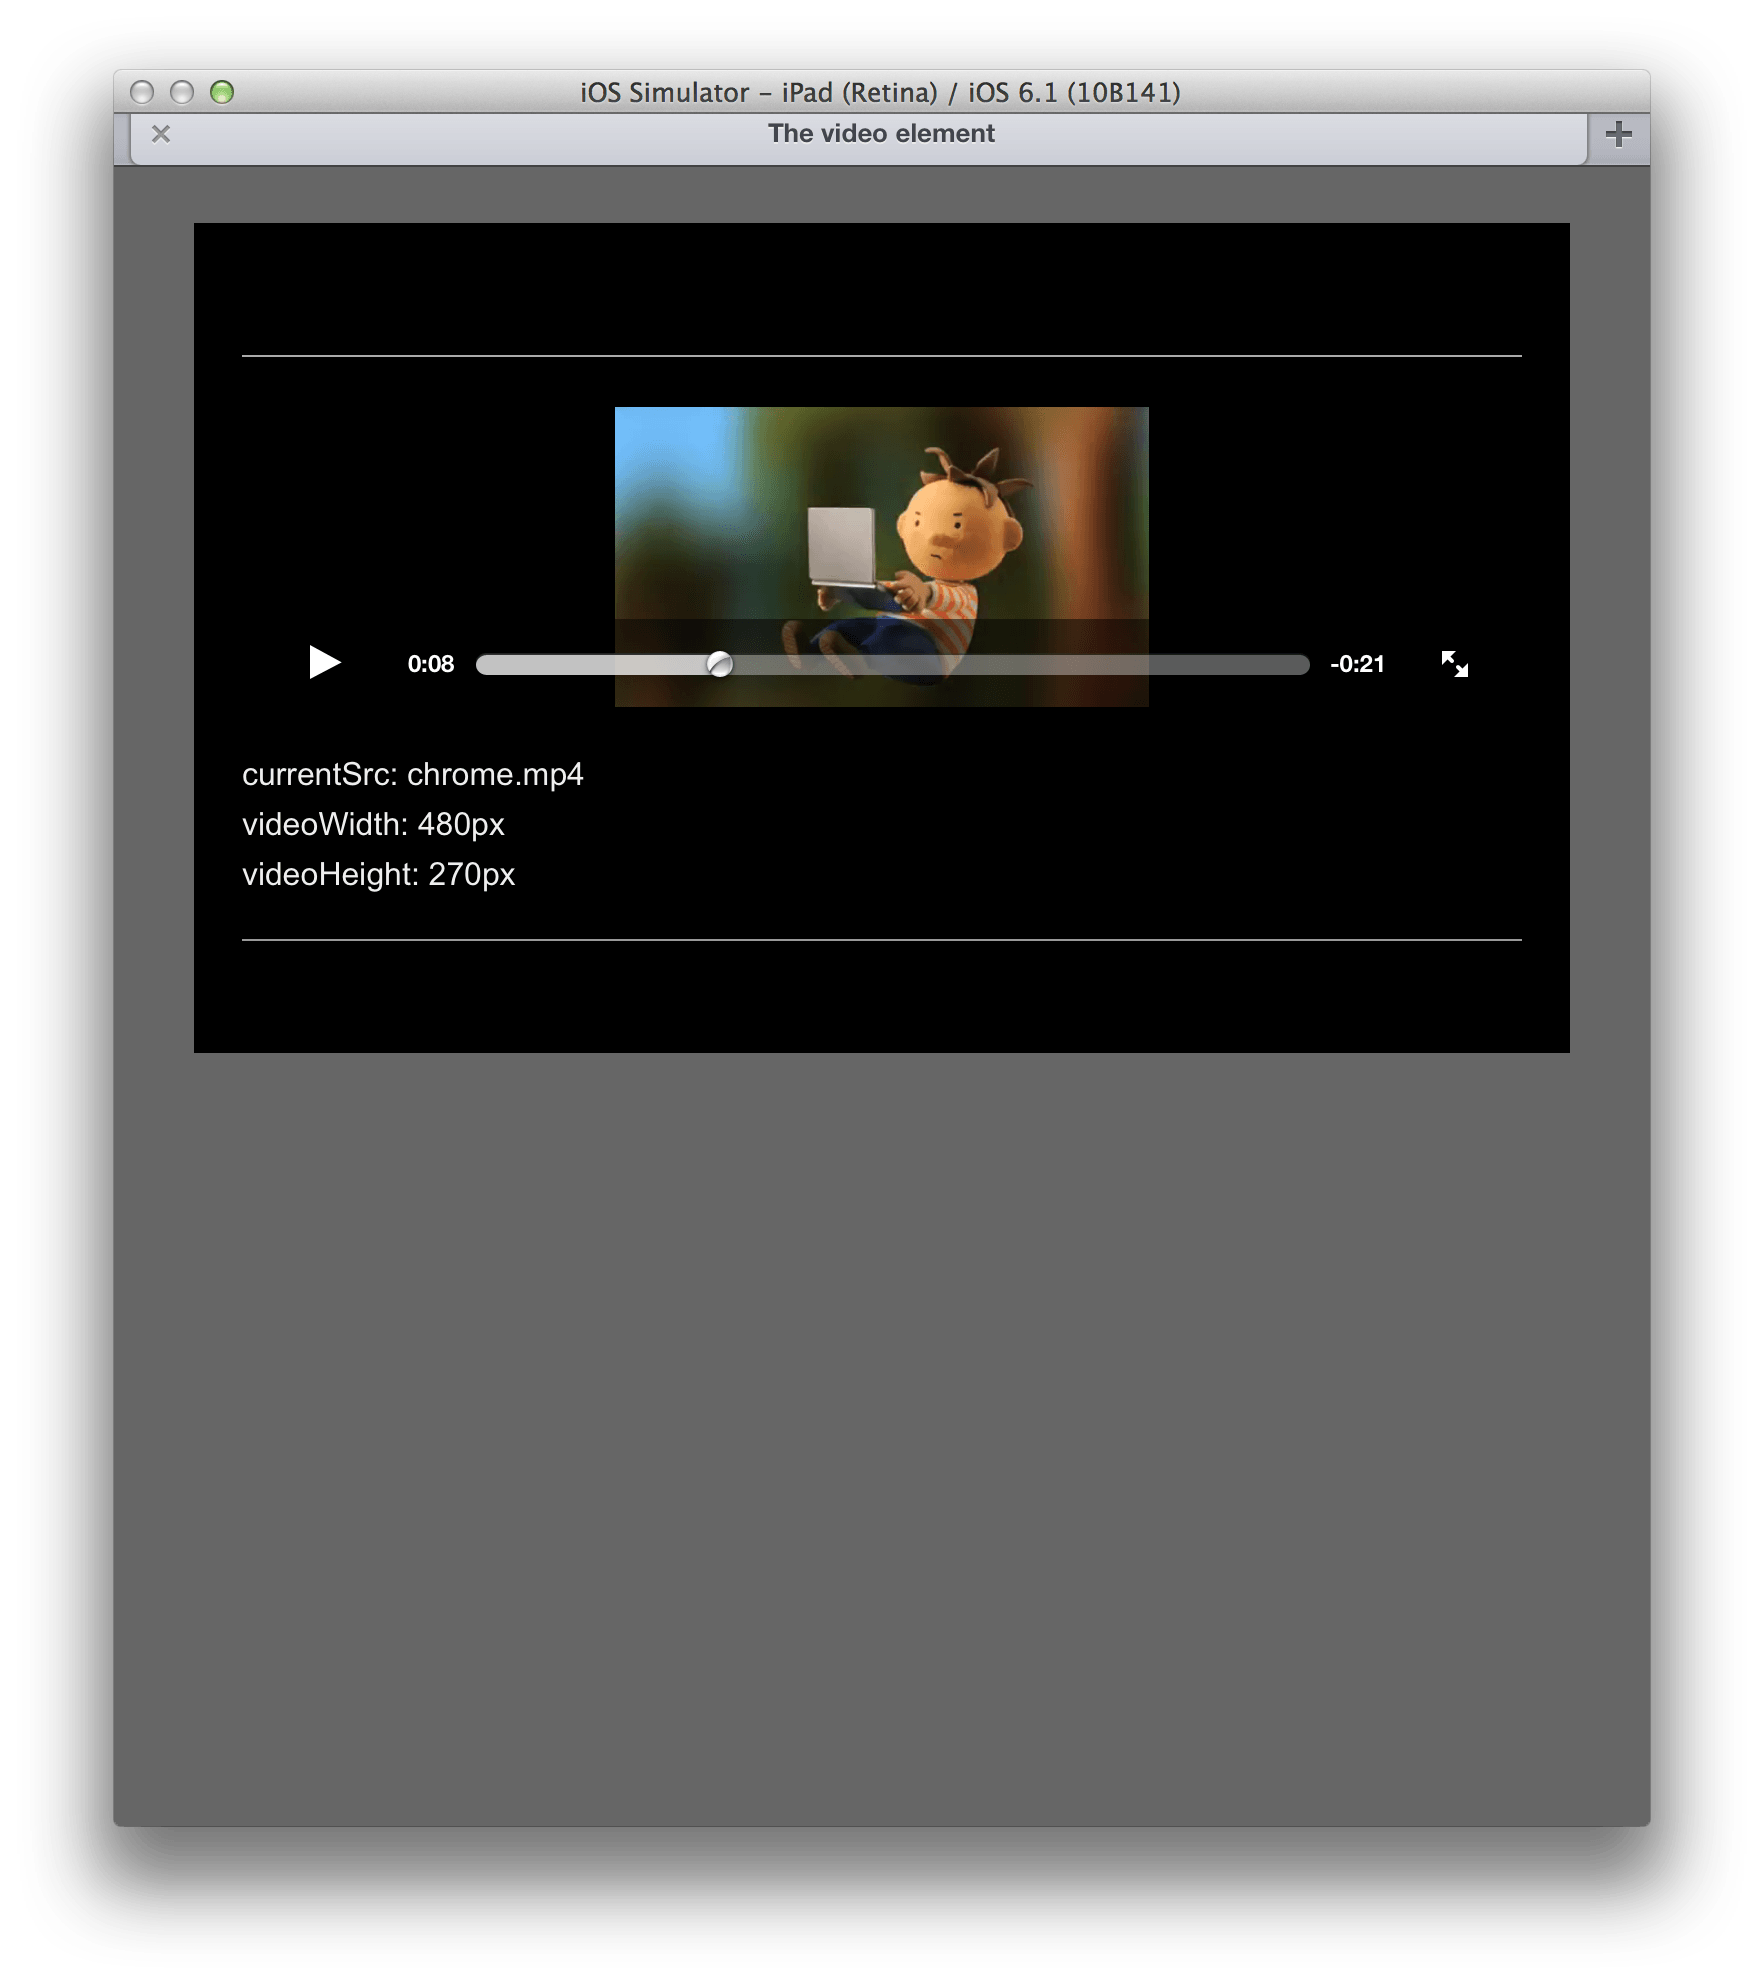 iOS Simulator – iPad (Retina) / iOS 6.1 (10B141)
The video element
0:08 -0:21
currentSrc: chrome.mp4
videoWidth: 480px
videoHeight: 270px